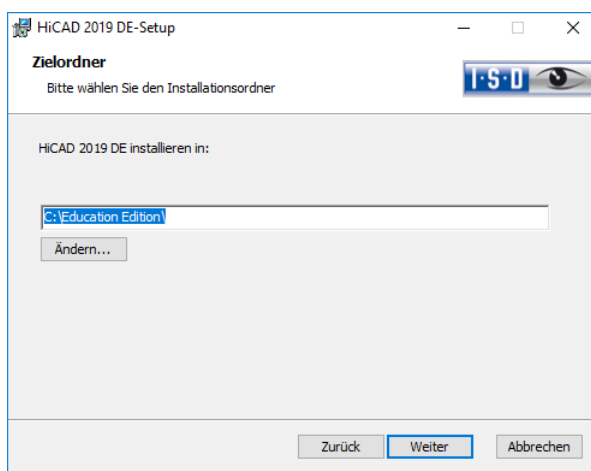 HiCAD 2019 DE-Setup
Zielordner
Bitte wählen Sie den Installationsordner
I·S·D
HiCAD 2019 DE installieren in:
C:\Education Edition\
Ändern...
Zurück Weiter Abbrechen